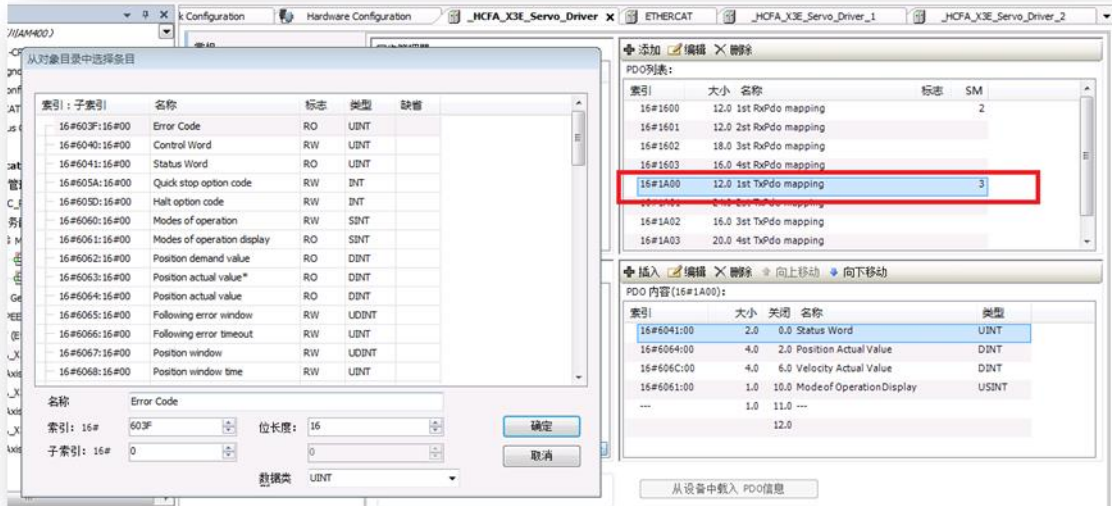 k Configuration Hardware Configuration _HCFA_X3E_Servo_Driver x ETHERCAT _HCFA_X3E_Servo_Driver_1 _HCFA_X3E_Servo_Driver_2
从对象目录中选择条目
索引：子索引 名称 标志 类型 缺省
16#603F:16#00 Error Code RO UINT
16#6040:16#00 Control Word RW UINT
16#6041:16#00 Status Word RO UINT
16#605A:16#00 Quick stop option code RW INT
16#605D:16#00 Halt option code RW INT
16#6060:16#00 Modes of operation RW SINT
16#6061:16#00 Modes of operation display RO SINT
16#6062:16#00 Position demand value RO DINT
16#6063:16#00 Position actual value* RO DINT
16#6064:16#00 Position actual value RO DINT
16#6065:16#00 Following error window RW UDINT
16#6066:16#00 Following error timeout RW UINT
16#6067:16#00 Position window RW UDINT
16#6068:16#00 Position window time RW UINT
名称 Error Code
索引：16# 603F 位长度： 16 确定
子索引：16# 0 0 取消
数据类 UINT
添加 编辑 删除
PDO列表：
索引 大小 名称 标志 SM
16#1600 12.0 1st RxPdo mapping 2
16#1601 12.0 2st RxPdo mapping
16#1602 18.0 3st RxPdo mapping
16#1603 16.0 4st RxPdo mapping
16#1A00 12.0 1st TxPdo mapping 3
16#1A02 16.0 3st TxPdo mapping
16#1A03 20.0 4st TxPdo mapping
插入 编辑 删除 向上移动 向下移动
PDO 内容(16#1A00)：
索引 大小 关闭 名称 类型
16#6041:00 2.0 0.0 Status Word UINT
16#6064:00 4.0 2.0 Position Actual Value DINT
16#606C:00 4.0 6.0 Velocity Actual Value DINT
16#6061:00 1.0 10.0 Mode of Operation Display USINT
--- 1.0 11.0 ---
12.0
从设备中载入 PDO信息